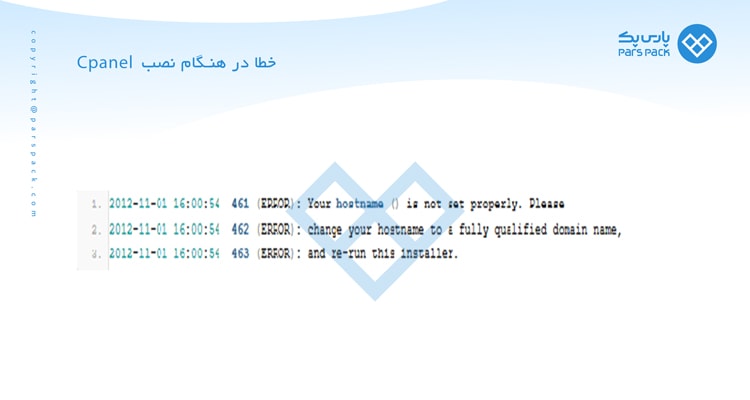 پارس پک
Pars Pack
خطا در هنگام نصب Cpanel
copyright@parspack.com
1. 2012-11-01 16:00:54 461 (ERROR): Your hostname () is not set properly. Please
2. 2012-11-01 16:00:54 462 (ERROR): change your hostname to a fully qualified domain name,
3. 2012-11-01 16:00:54 463 (ERROR): and re-run this installer.